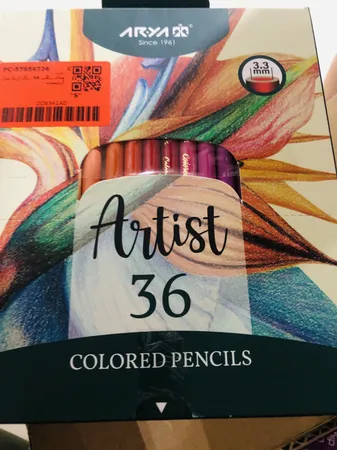 ARYA
Since 1961
3.3
mm
Artist
36
COLORED PENCILS